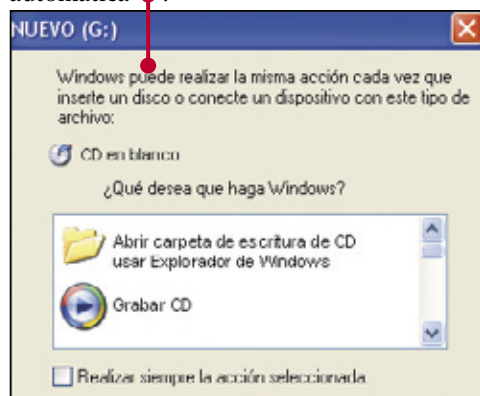 automática
NUEVO (G:)
Windows puede realizar la misma acción cada vez que
inserte un disco o conecte un dispositivo con este tipo de
archivo:
CD en blanco
¿Qué desea que haga Windows?
Abrir carpeta de escritura de CD
usar Explorador de Windows
Grabar CD
Realizar siempre la acción seleccionada